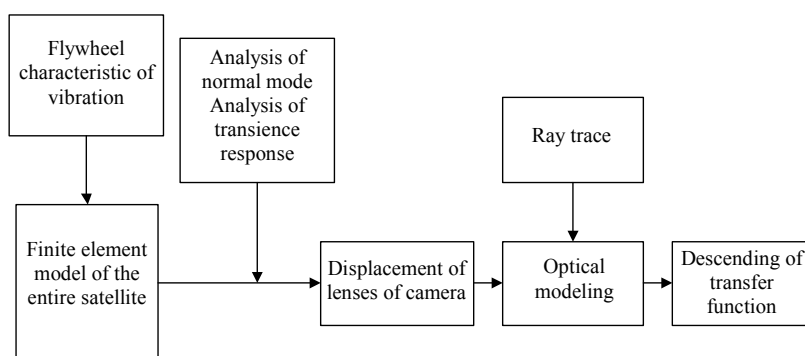 Flywheel
characteristic of
vibration
Analysis of
normal mode
Analysis of
transience
response
Ray trace
Finite element
model of the
entire satellite
Displacement of
lenses of camera
Optical
modeling
Descending of
transfer
function